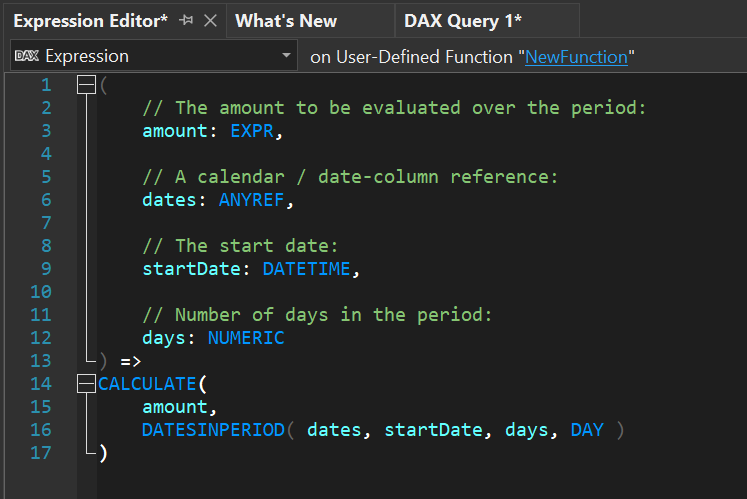 Expression Editor* What's New DAX Query 1*
DAX Expression on User-Defined Function "NewFunction"
1 (
2 // The amount to be evaluated over the period:
3 amount: EXPR,
4
5 // A calendar / date-column reference:
6 dates: ANYREF,
7
8 // The start date:
9 startDate: DATETIME,
10
11 // Number of days in the period:
12 days: NUMERIC
13 ) =>
14 CALCULATE(
15 amount,
16 DATESINPERIOD( dates, startDate, days, DAY )
17 )